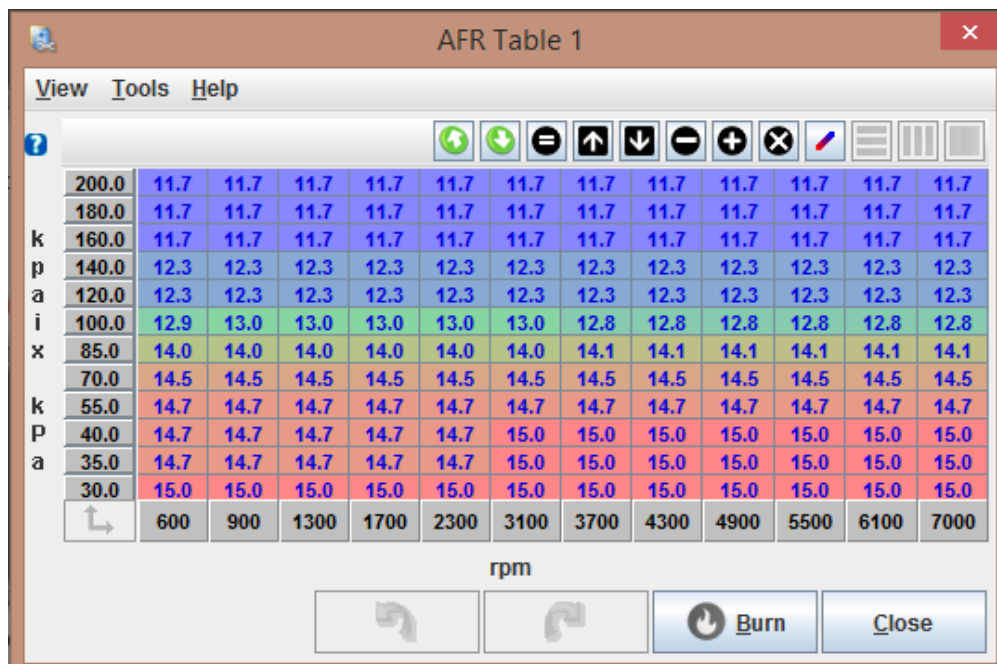 AFR Table 1
View Tools Help
200.0 11.7 11.7 11.7 11.7 11.7 11.7 11.7 11.7 11.7 11.7 11.7 11.7
180.0 11.7 11.7 11.7 11.7 11.7 11.7 11.7 11.7 11.7 11.7 11.7 11.7
k 160.0 11.7 11.7 11.7 11.7 11.7 11.7 11.7 11.7 11.7 11.7 11.7 11.7
p 140.0 12.3 12.3 12.3 12.3 12.3 12.3 12.3 12.3 12.3 12.3 12.3 12.3
a 120.0 12.3 12.3 12.3 12.3 12.3 12.3 12.3 12.3 12.3 12.3 12.3 12.3
i 100.0 12.9 13.0 13.0 13.0 13.0 13.0 12.8 12.8 12.8 12.8 12.8 12.8
x 85.0 14.0 14.0 14.0 14.0 14.0 14.0 14.1 14.1 14.1 14.1 14.1 14.1
70.0 14.5 14.5 14.5 14.5 14.5 14.5 14.5 14.5 14.5 14.5 14.5 14.5
k 55.0 14.7 14.7 14.7 14.7 14.7 14.7 14.7 14.7 14.7 14.7 14.7 14.7
P 40.0 14.7 14.7 14.7 14.7 14.7 15.0 15.0 15.0 15.0 15.0 15.0 15.0
a 35.0 14.7 14.7 14.7 14.7 14.7 15.0 15.0 15.0 15.0 15.0 15.0 15.0
30.0 15.0 15.0 15.0 15.0 15.0 15.0 15.0 15.0 15.0 15.0 15.0 15.0
600 900 1300 1700 2300 3100 3700 4300 4900 5500 6100 7000
rpm
Burn Close